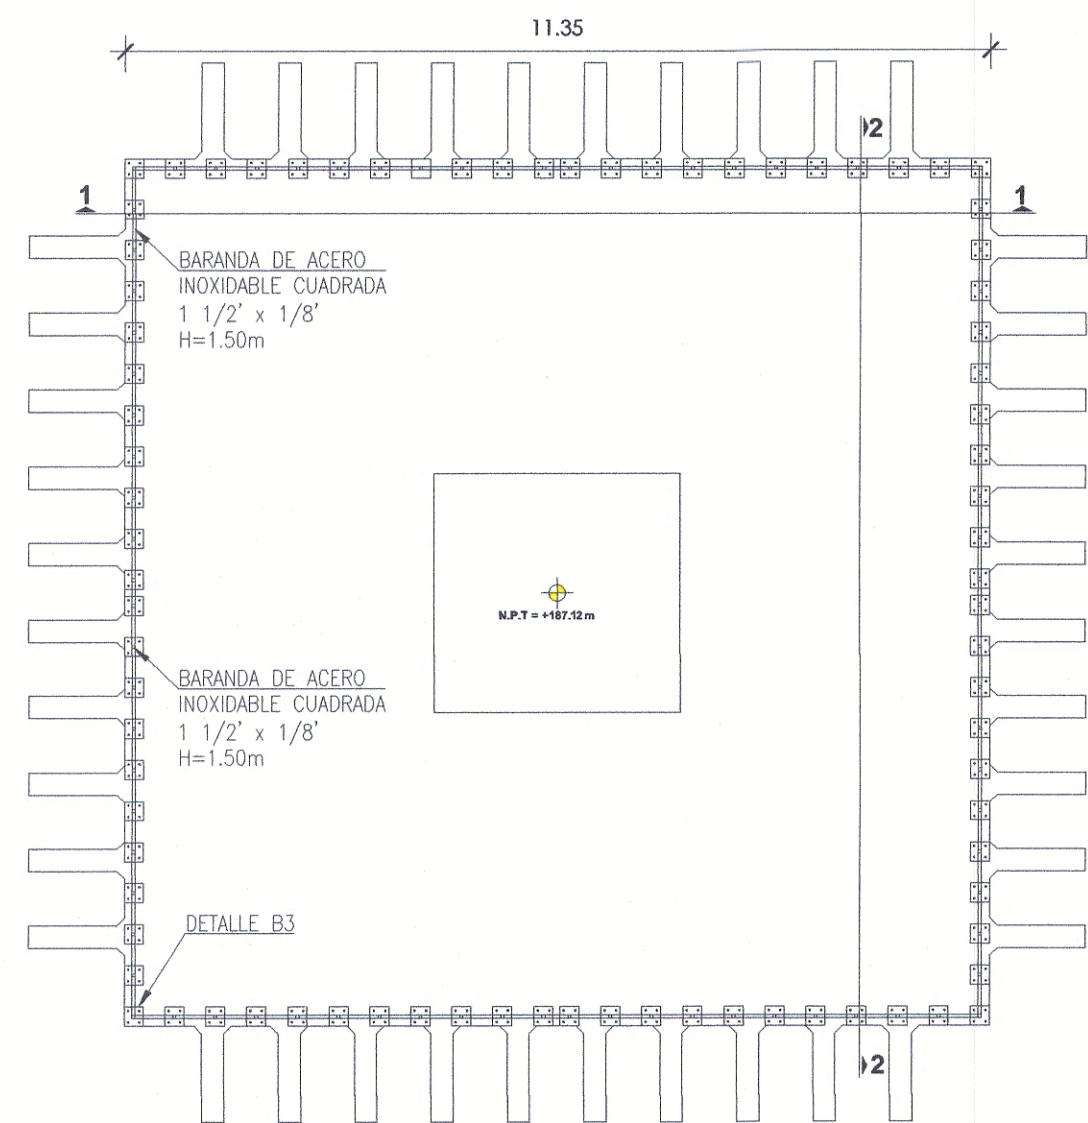 11.35
2
1
1
BARANDA DE ACERO
INOXIDABLE CUADRADA
1 1/2' x 1/8'
H=1.50m
N.P.T = +187.12m
BARANDA DE ACERO
INOXIDABLE CUADRADA
1 1/2' x 1/8'
H=1.50m
DETALLE B3
2